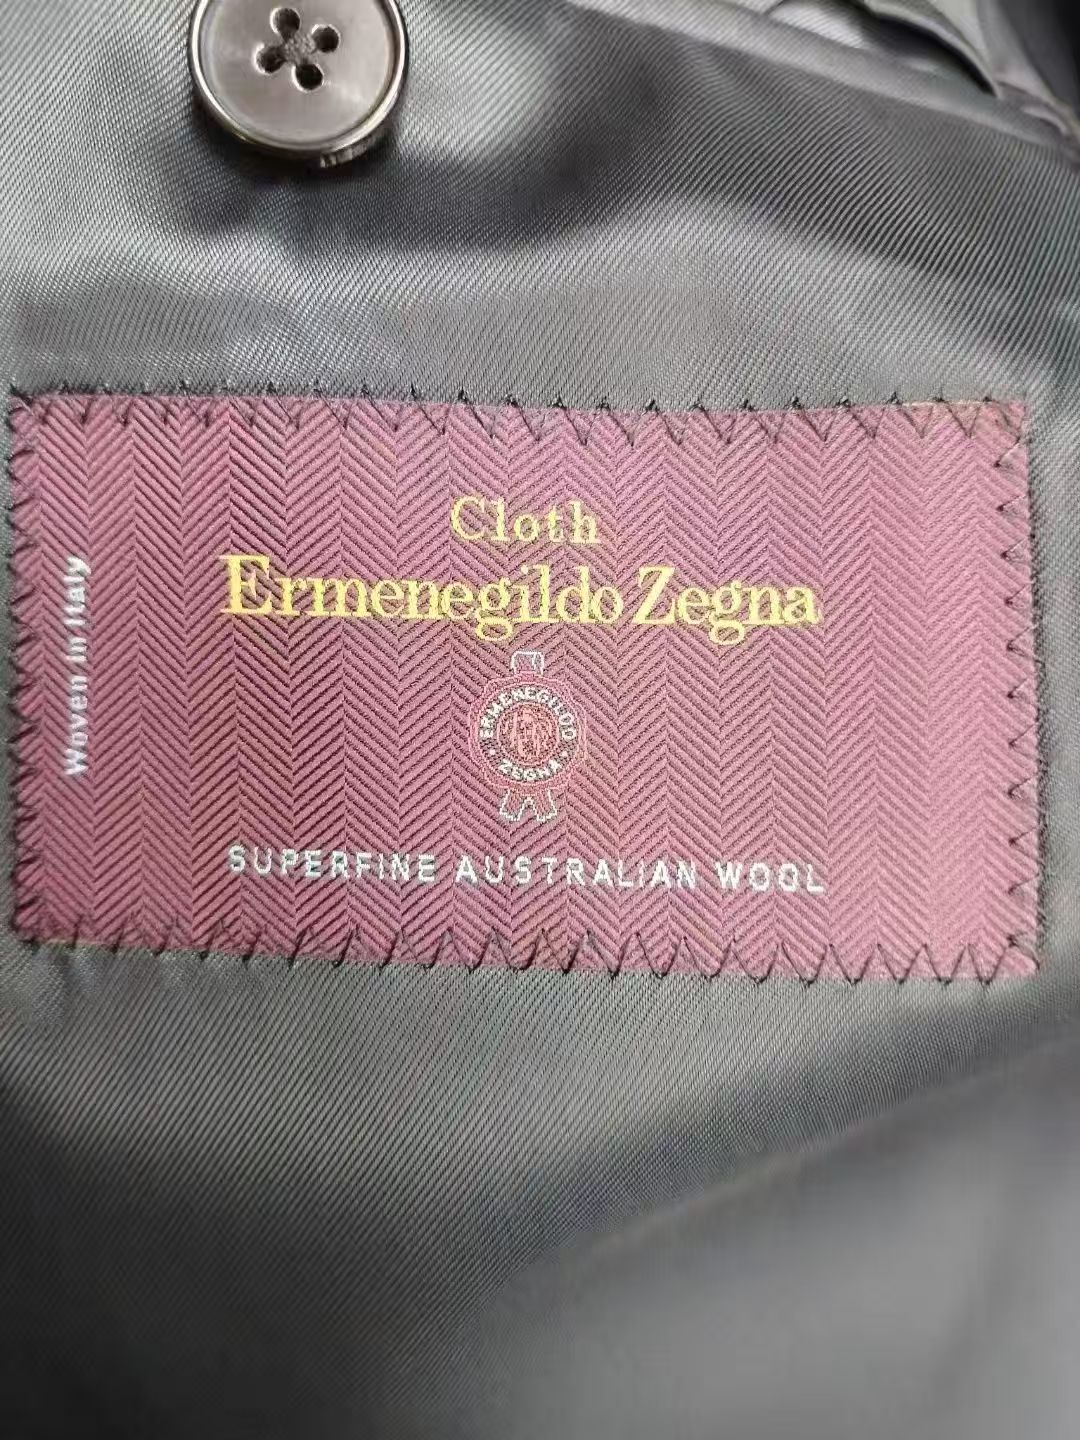 Cloth
Ermenegildo Zegna
Woven in Italy
ERMENEGILDO
ZEGNA
SUPERFINE AUSTRALIAN WOOL